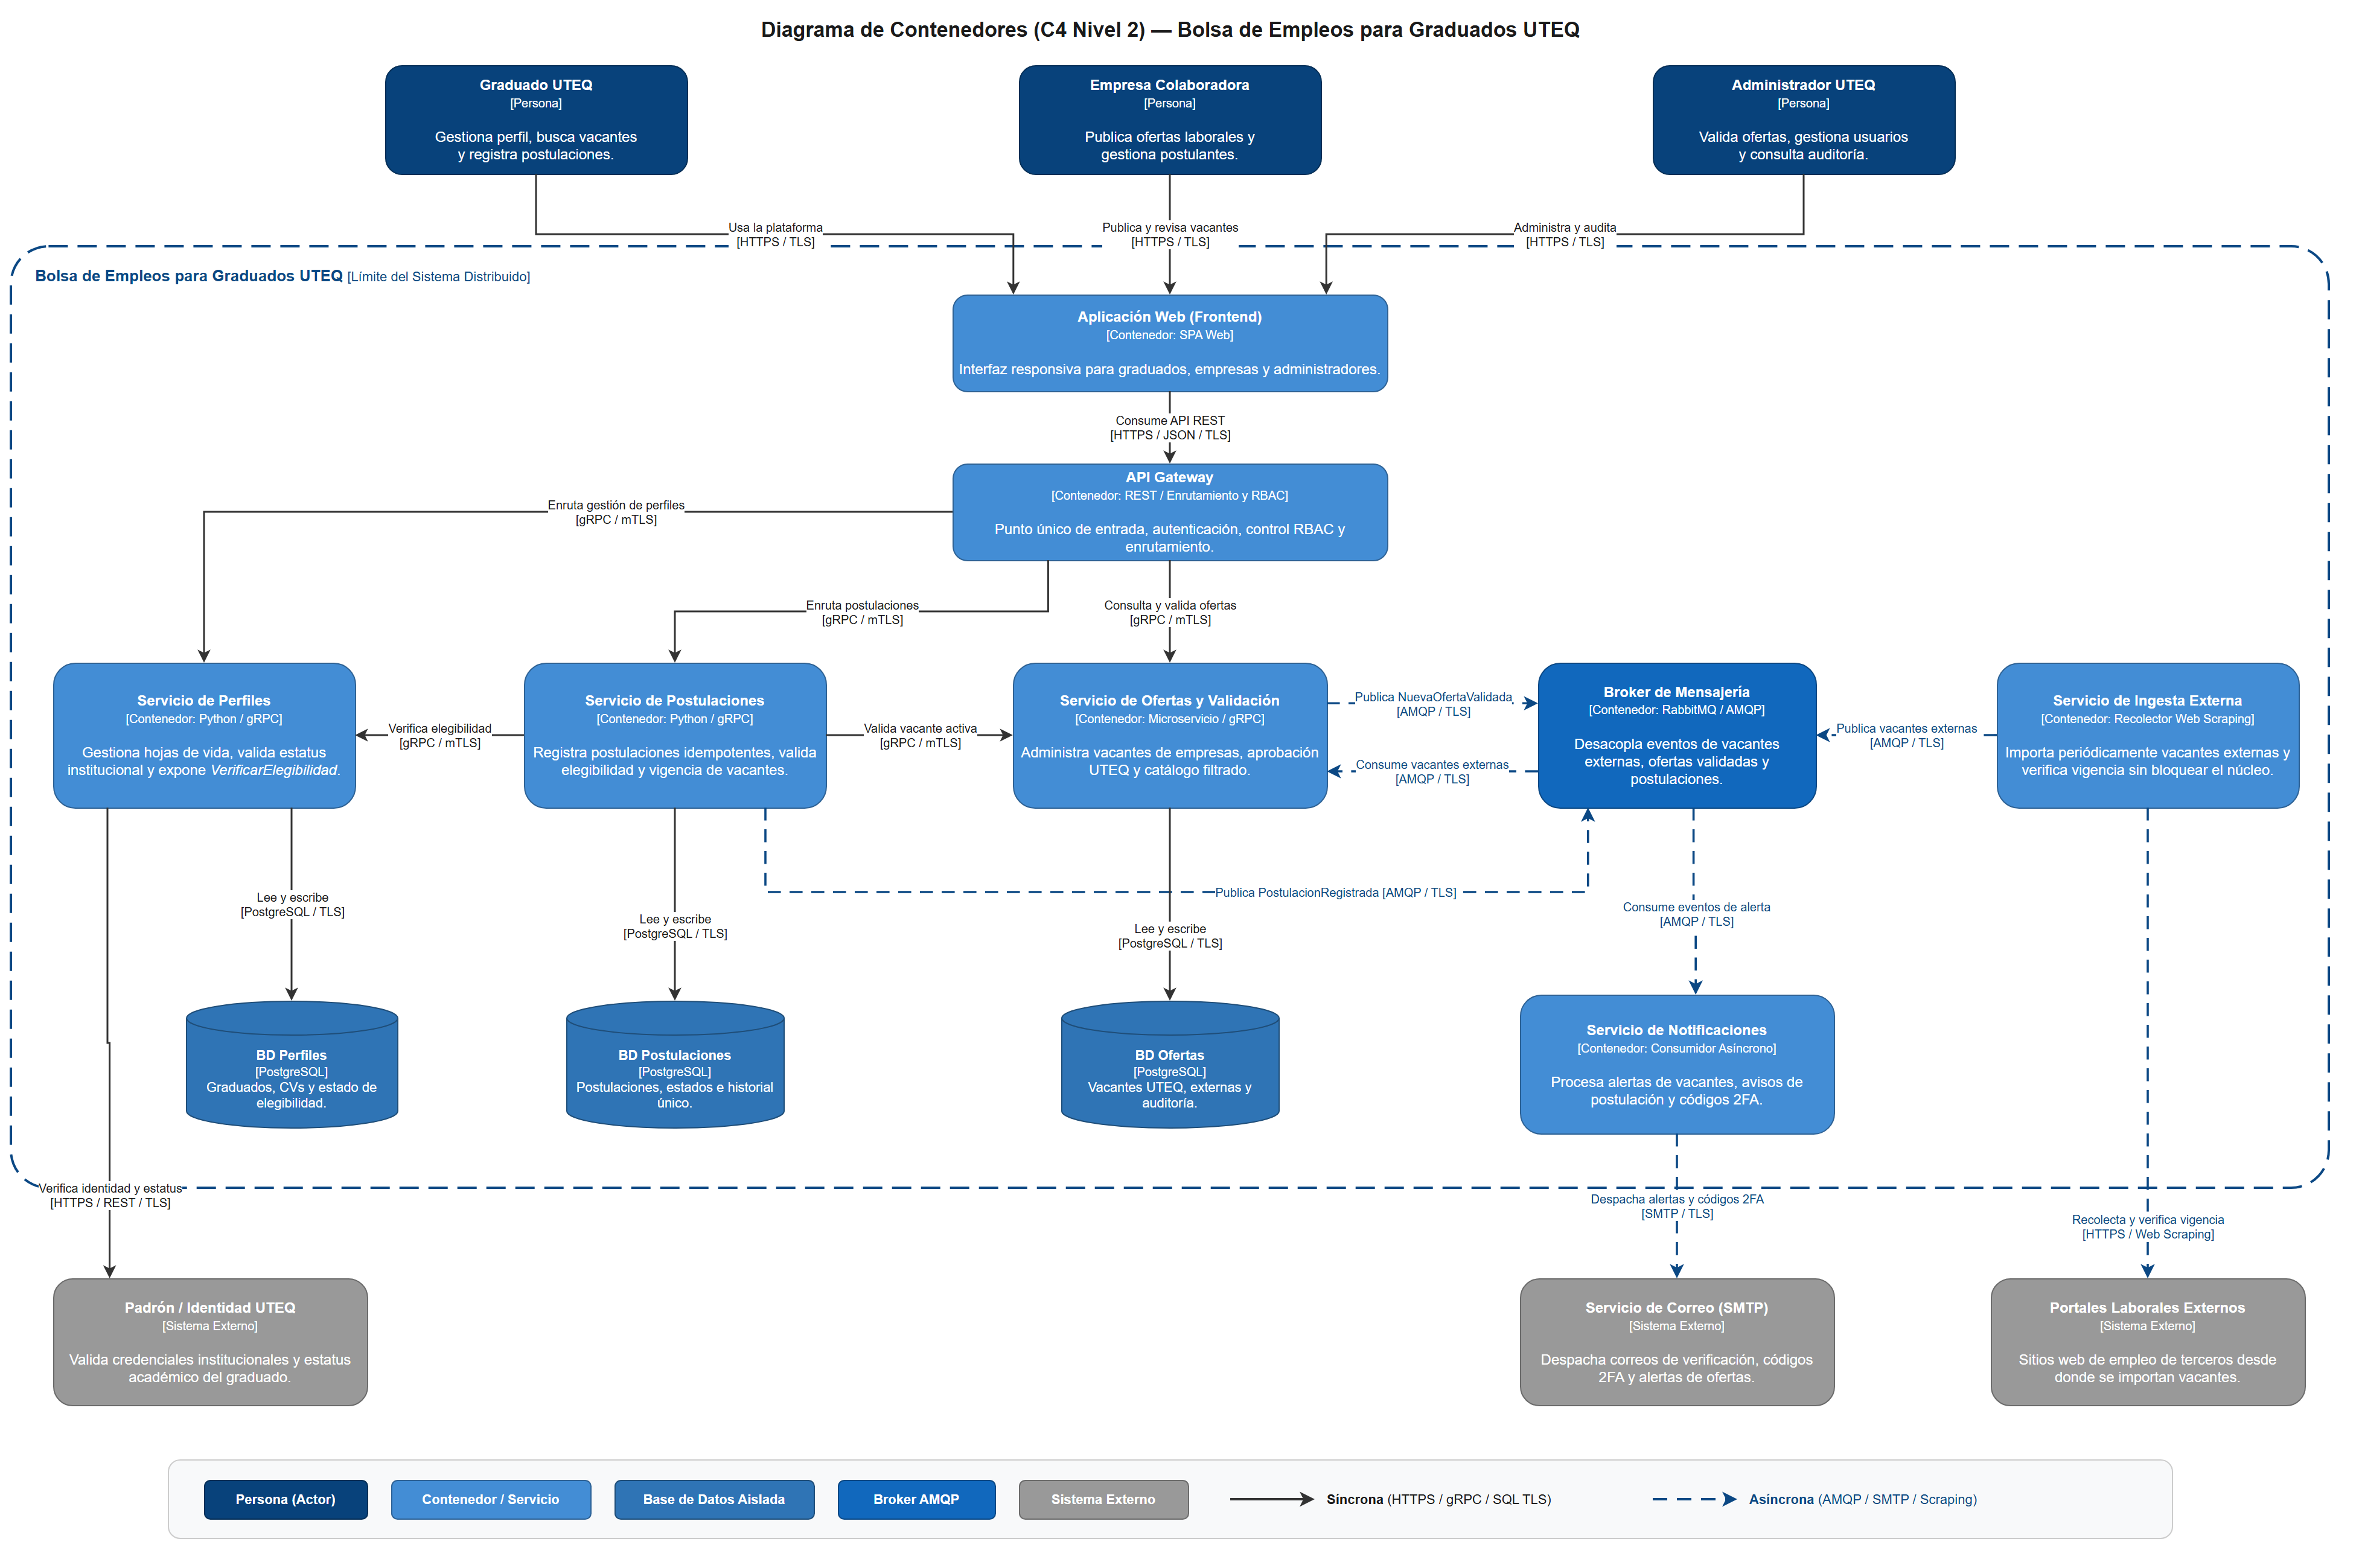 Diagrama de Contenedores (C4 Nivel 2) — Bolsa de Empleos para Graduados UTEQ
Graduado UTEQ
[Persona]
Gestiona perfil, busca vacantes
y registra postulaciones.
Empresa Colaboradora
[Persona]
Publica ofertas laborales y
gestiona postulantes.
Administrador UTEQ
[Persona]
Valida ofertas, gestiona usuarios
y consulta auditoría.
Usa la plataforma
[HTTPS / TLS]
Publica y revisa vacantes
[HTTPS / TLS]
Administra y audita
[HTTPS / TLS]
Bolsa de Empleos para Graduados UTEQ [Límite del Sistema Distribuido]
Aplicación Web (Frontend)
[Contenedor: SPA Web]
Interfaz responsiva para graduados, empresas y administradores.
Consume API REST
[HTTPS / JSON / TLS]
API Gateway
[Contenedor: REST / Enrutamiento y RBAC]
Punto único de entrada, autenticación, control RBAC y
enrutamiento.
Enruta gestión de perfiles
[gRPC / mTLS]
Enruta postulaciones
[gRPC / mTLS]
Consulta y valida ofertas
[gRPC / mTLS]
Servicio de Perfiles
[Contenedor: Python / gRPC]
Gestiona hojas de vida, valida estatus
institucional y expone VerificarElegibilidad.
Verifica elegibilidad
[gRPC / mTLS]
Servicio de Postulaciones
[Contenedor: Python / gRPC]
Registra postulaciones idempotentes, valida
elegibilidad y vigencia de vacantes.
Valida vacante activa
[gRPC / mTLS]
Servicio de Ofertas y Validación
[Contenedor: Microservicio / gRPC]
Administra vacantes de empresas, aprobación
UTEQ y catálogo filtrado.
Publica NuevaOfertaValidada
[AMQP / TLS]
Consume vacantes externas
[AMQP / TLS]
Broker de Mensajería
[Contenedor: RabbitMQ / AMQP]
Desacopla eventos de vacantes
externas, ofertas validadas y
postulaciones.
Publica vacantes externas
[AMQP / TLS]
Servicio de Ingesta Externa
[Contenedor: Recolector Web Scraping]
Importa periódicamente vacantes externas y
verifica vigencia sin bloquear el núcleo.
Lee y escribe
[PostgreSQL / TLS]
Lee y escribe
[PostgreSQL / TLS]
Lee y escribe
[PostgreSQL / TLS]
Publica PostulacionRegistrada [AMQP / TLS]
Consume eventos de alerta
[AMQP / TLS]
BD Perfiles
[PostgreSQL]
Graduados, CVs y estado de
elegibilidad.
BD Postulaciones
[PostgreSQL]
Postulaciones, estados e historial
único.
BD Ofertas
[PostgreSQL]
Vacantes UTEQ, externas y
auditoría.
Servicio de Notificaciones
[Contenedor: Consumidor Asíncrono]
Procesa alertas de vacantes, avisos de
postulación y códigos 2FA.
Verifica identidad y estatus
[HTTPS / REST / TLS]
Despacha alertas y códigos 2FA
[SMTP / TLS]
Recolecta y verifica vigencia
[HTTPS / Web Scraping]
Padrón / Identidad UTEQ
[Sistema Externo]
Valida credenciales institucionales y estatus
académico del graduado.
Servicio de Correo (SMTP)
[Sistema Externo]
Despacha correos de verificación, códigos
2FA y alertas de ofertas.
Portales Laborales Externos
[Sistema Externo]
Sitios web de empleo de terceros desde
donde se importan vacantes.
Persona (Actor)
Contenedor / Servicio
Base de Datos Aislada
Broker AMQP
Sistema Externo
Síncrona (HTTPS / gRPC / SQL TLS)
Asíncrona (AMQP / SMTP / Scraping)